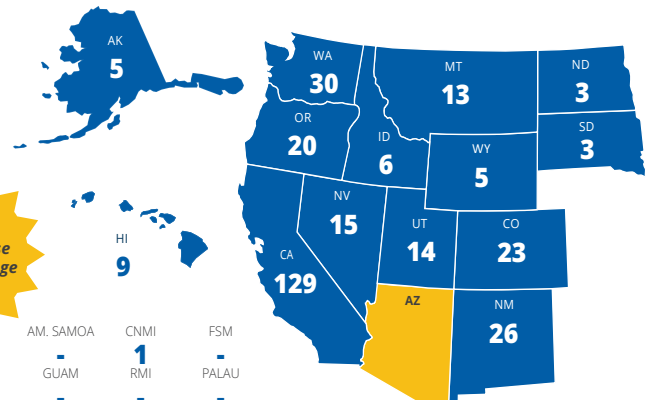 AK
5
WA
30
MT
13
ND
3
OR
20
ID
6
SD
3
WY
5
NV
15
UT
14
CO
23
HI
9
CA
129
AZ
NM
26
AM. SAMOA CNMI FSM
- 1 -
GUAM RMI PALAU
- - -